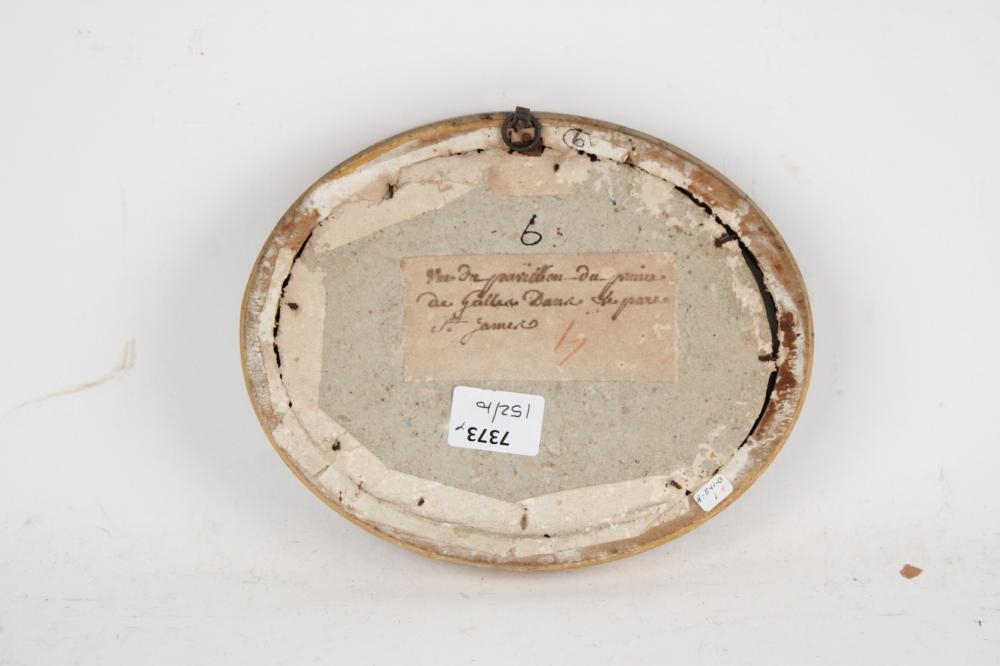 6
6
Vue Du pavillon du prince
de Galles Dans le parc
St. James
4
7373
152/b